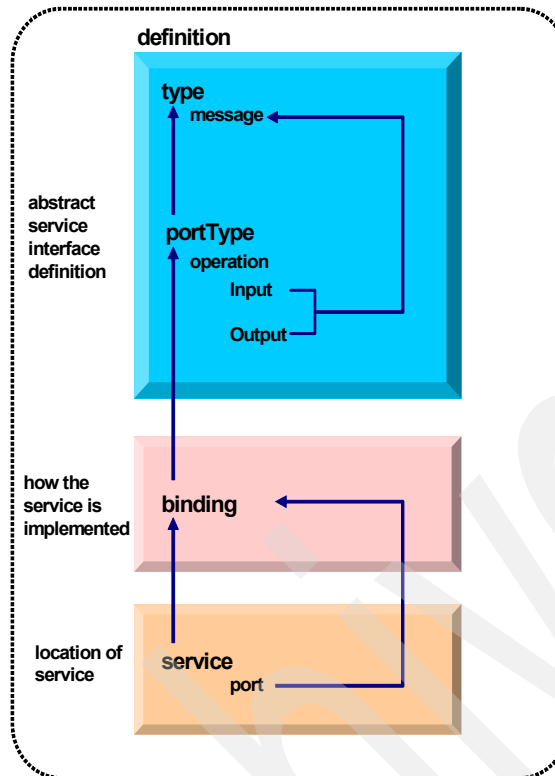 definition
type
message
abstract
service
interface
definition
portType
operation
Input
Output
how the
service is
implemented
binding
location of
service
service
port